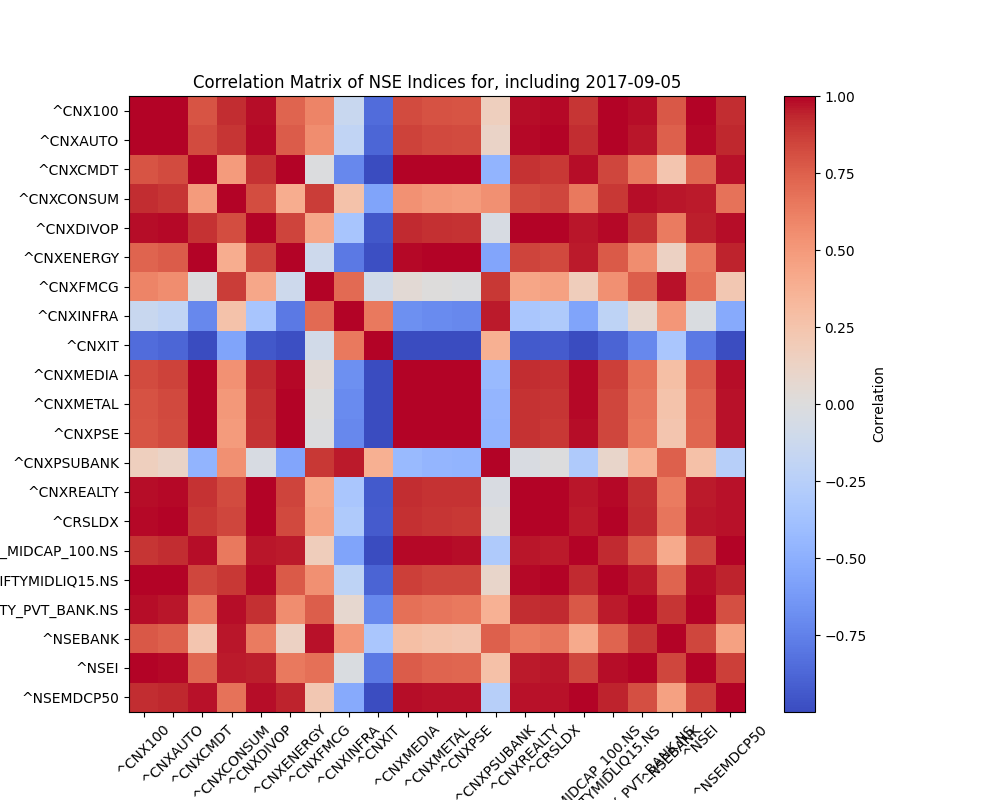 Correlation Matrix of NSE Indices for, including 2017-09-05
^CNX100
^CNXAUTO
^CNXCMDT
^CNXCONSUM
^CNXDIVOP
^CNXENERGY
^CNXFMCG
^CNXINFRA
^CNXIT
^CNXMEDIA
^CNXMETAL
^CNXPSE
^CNXPSUBANK
^CNXREALTY
^CRSLDX
_MIDCAP_100.NS
IFTYMIDLIQ15.NS
TY_PVT_BANK.NS
^NSEBANK
^NSEI
^NSEMDCP50
^CNX100
^CNXAUTO
^CNXCMDT
^CNXCONSUM
^CNXDIVOP
^CNXENERGY
^CNXFMCG
^CNXINFRA
^CNXIT
^CNXMEDIA
^CNXMETAL
^CNXPSE
^CNXPSUBANK
^CNXREALTY
^CRSLDX
MIDCAP_100.NS
TYMIDLIQ15.NS
_PVT_BANK.NS
^NSEBANK
^NSEI
^NSEMDCP50
1.00
0.75
0.50
0.25
0.00
−0.25
−0.50
−0.75
Correlation